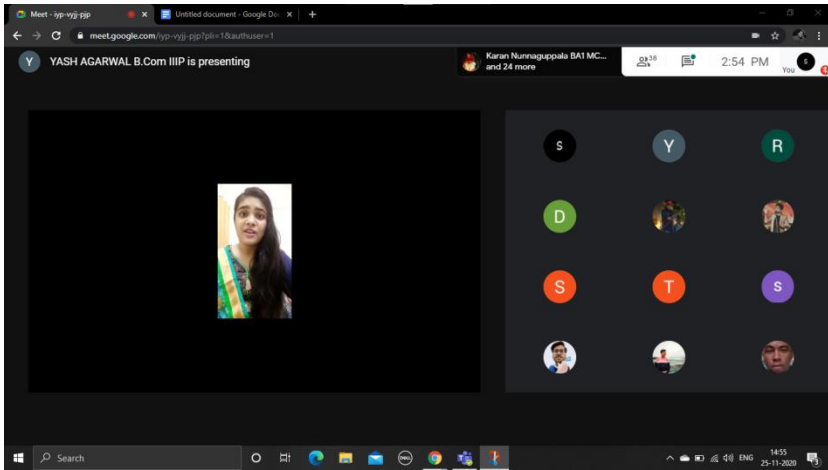 Meet - iyp-vyjj-pjp
Untitled document - Google Do
meet.google.com/iyp-vyjj-pjp?pli=1&authuser=1
Y YASH AGARWAL B.Com IIIP is presenting
Karan Nunnaguppala BA1 MC...
and 24 more
38
2:54 PM
You
S
S Y R
D
S T S
Search
DELL
ENG
14:55
25-11-2020